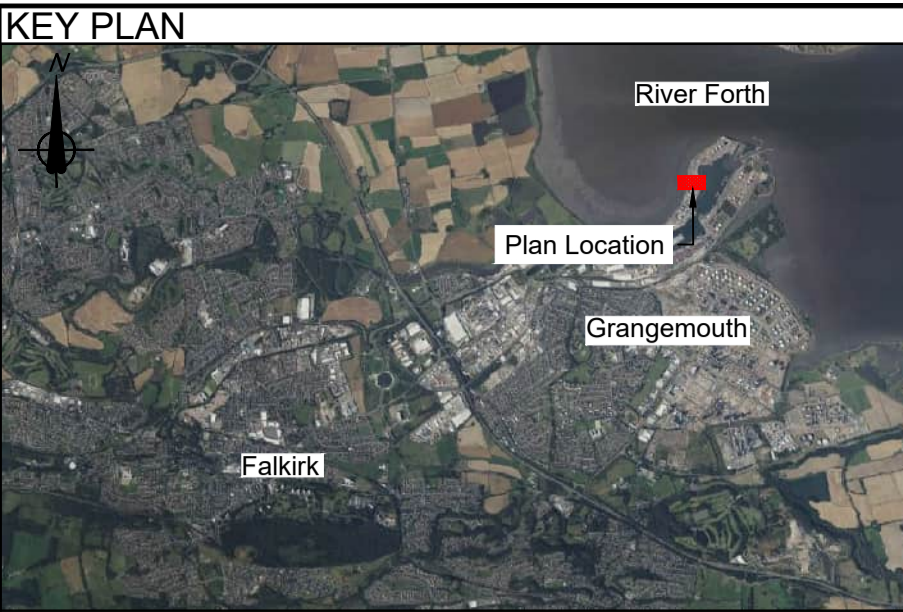 KEY PLAN
N
River Forth
Plan Location
Grangemouth
Falkirk